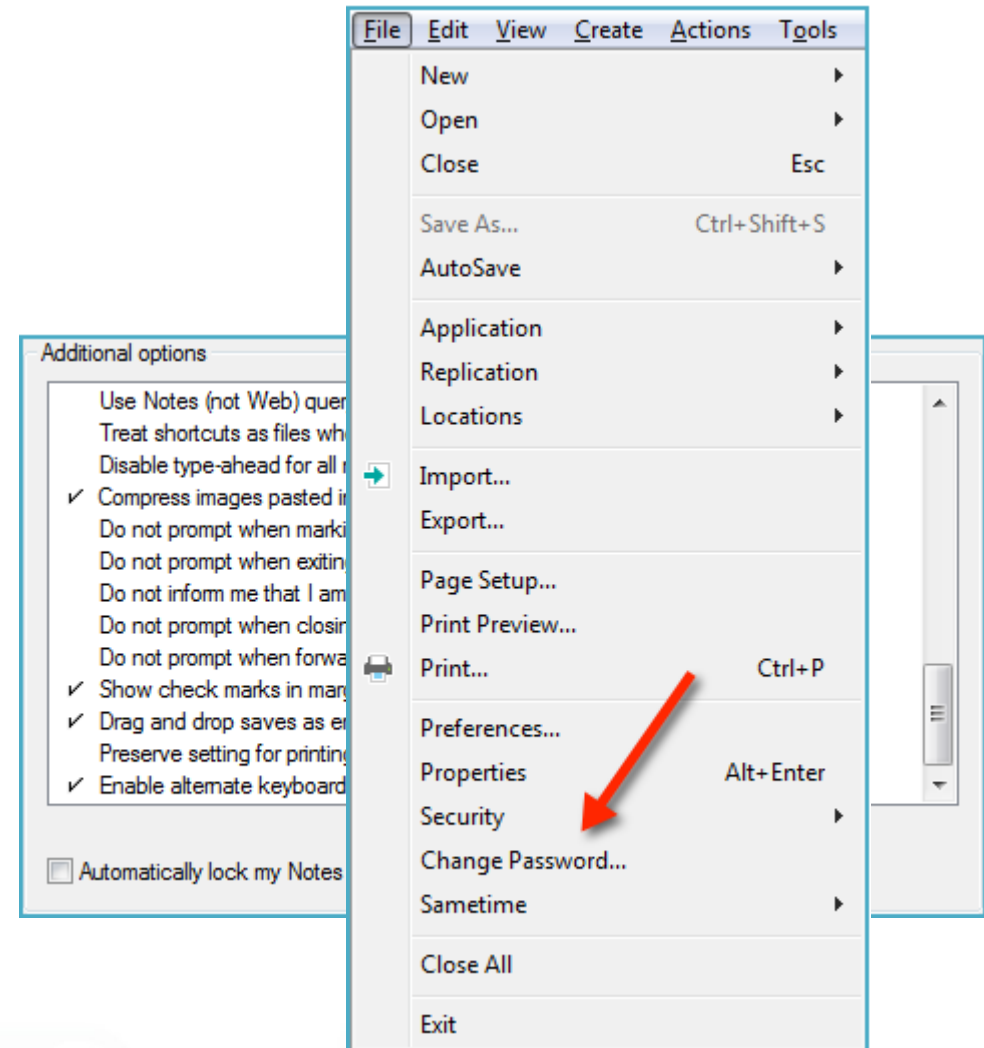 File Edit View Create Actions Tools
New
Open
Close Esc
Save As... Ctrl+Shift+S
AutoSave
Application
Replication
Locations
Import...
Export...
Page Setup...
Print Preview...
Print... Ctrl+P
Preferences...
Properties Alt+Enter
Security
Change Password...
Sametime
Close All
Exit
Additional options
Use Notes (not Web) quer
Treat shortcuts as files wh
Disable type-ahead for all
Compress images pasted i
Do not prompt when marki
Do not prompt when exitin
Do not inform me that I am
Do not prompt when closin
Do not prompt when forwa
Show check marks in marg
Drag and drop saves as e
Preserve setting for printing
Enable alternate keyboard
Automatically lock my Notes